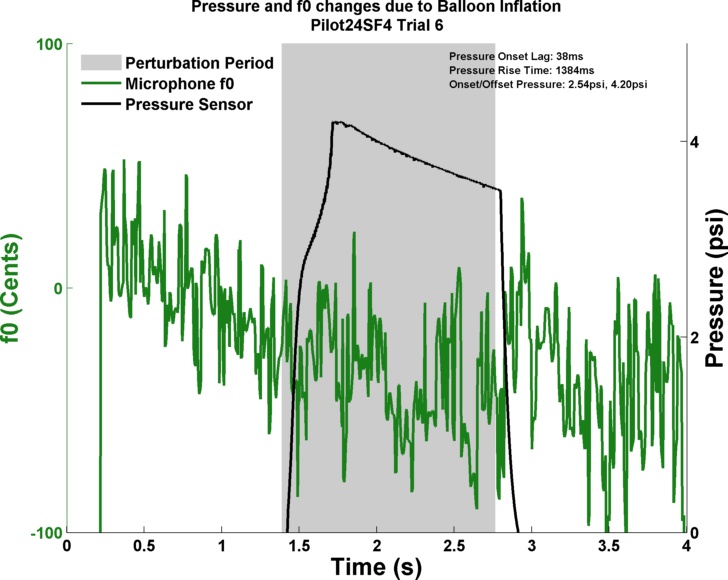 Pressure and f0 changes due to Balloon Inflation
Pilot24SF4 Trial 6
Perturbation Period
Microphone f0
Pressure Sensor
Pressure Onset Lag: 38ms
Pressure Rise Time: 1384ms
Onset/Offset Pressure: 2.54psi, 4.20psi
f0 (Cents)
100
0
-100
Pressure (psi)
4
2
0
0
0.5
1
1.5
2
2.5
3
3.5
4
Time (s)